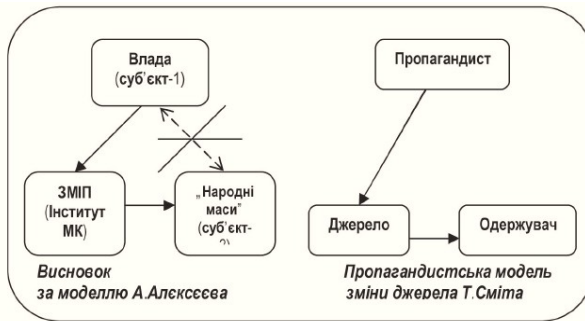 Влада
(суб'єкт-1)
Пропагандист
ЗМІП
(Інститут
МК)
„Народні
маси"
(суб'єкт-
2)
Джерело
Одержувач
Висновок
за моделлю А.Алєксєєва
Пропагандистська модель
зміни джерела Т.Сміта